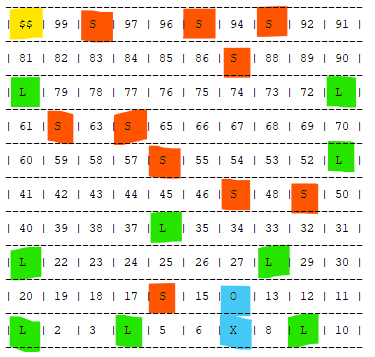 | $$ | 99 | S | 97 | 96 | S | 94 | S | 92 | 91 |
| 81 | 82 | 83 | 84 | 85 | 86 | S | 88 | 89 | 90 |
| L | 79 | 78 | 77 | 76 | 75 | 74 | 73 | 72 | L |
| 61 | S | 63 | S | 65 | 66 | 67 | 68 | 69 | 70 |
| 60 | 59 | 58 | 57 | S | 55 | 54 | 53 | 52 | L |
| 41 | 42 | 43 | 44 | 45 | 46 | S | 48 | S | 50 |
| 40 | 39 | 38 | 37 | L | 35 | 34 | 33 | 32 | 31 |
| L | 22 | 23 | 24 | 25 | 26 | 27 | L | 29 | 30 |
| 20 | 19 | 18 | 17 | S | 15 | O | 13 | 12 | 11 |
| L | 2 | 3 | L | 5 | 6 | X | 8 | L | 10 |